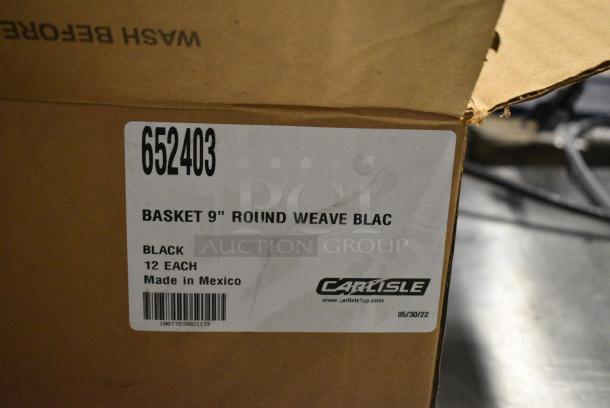 WASH BEFORE
652403
PCI
AUCTION GROUP
BASKET 9" ROUND WEAVE BLAC
BLACK
12 EACH
Made in Mexico
CARLISLE
www.carlislefsp.com
05/30/22